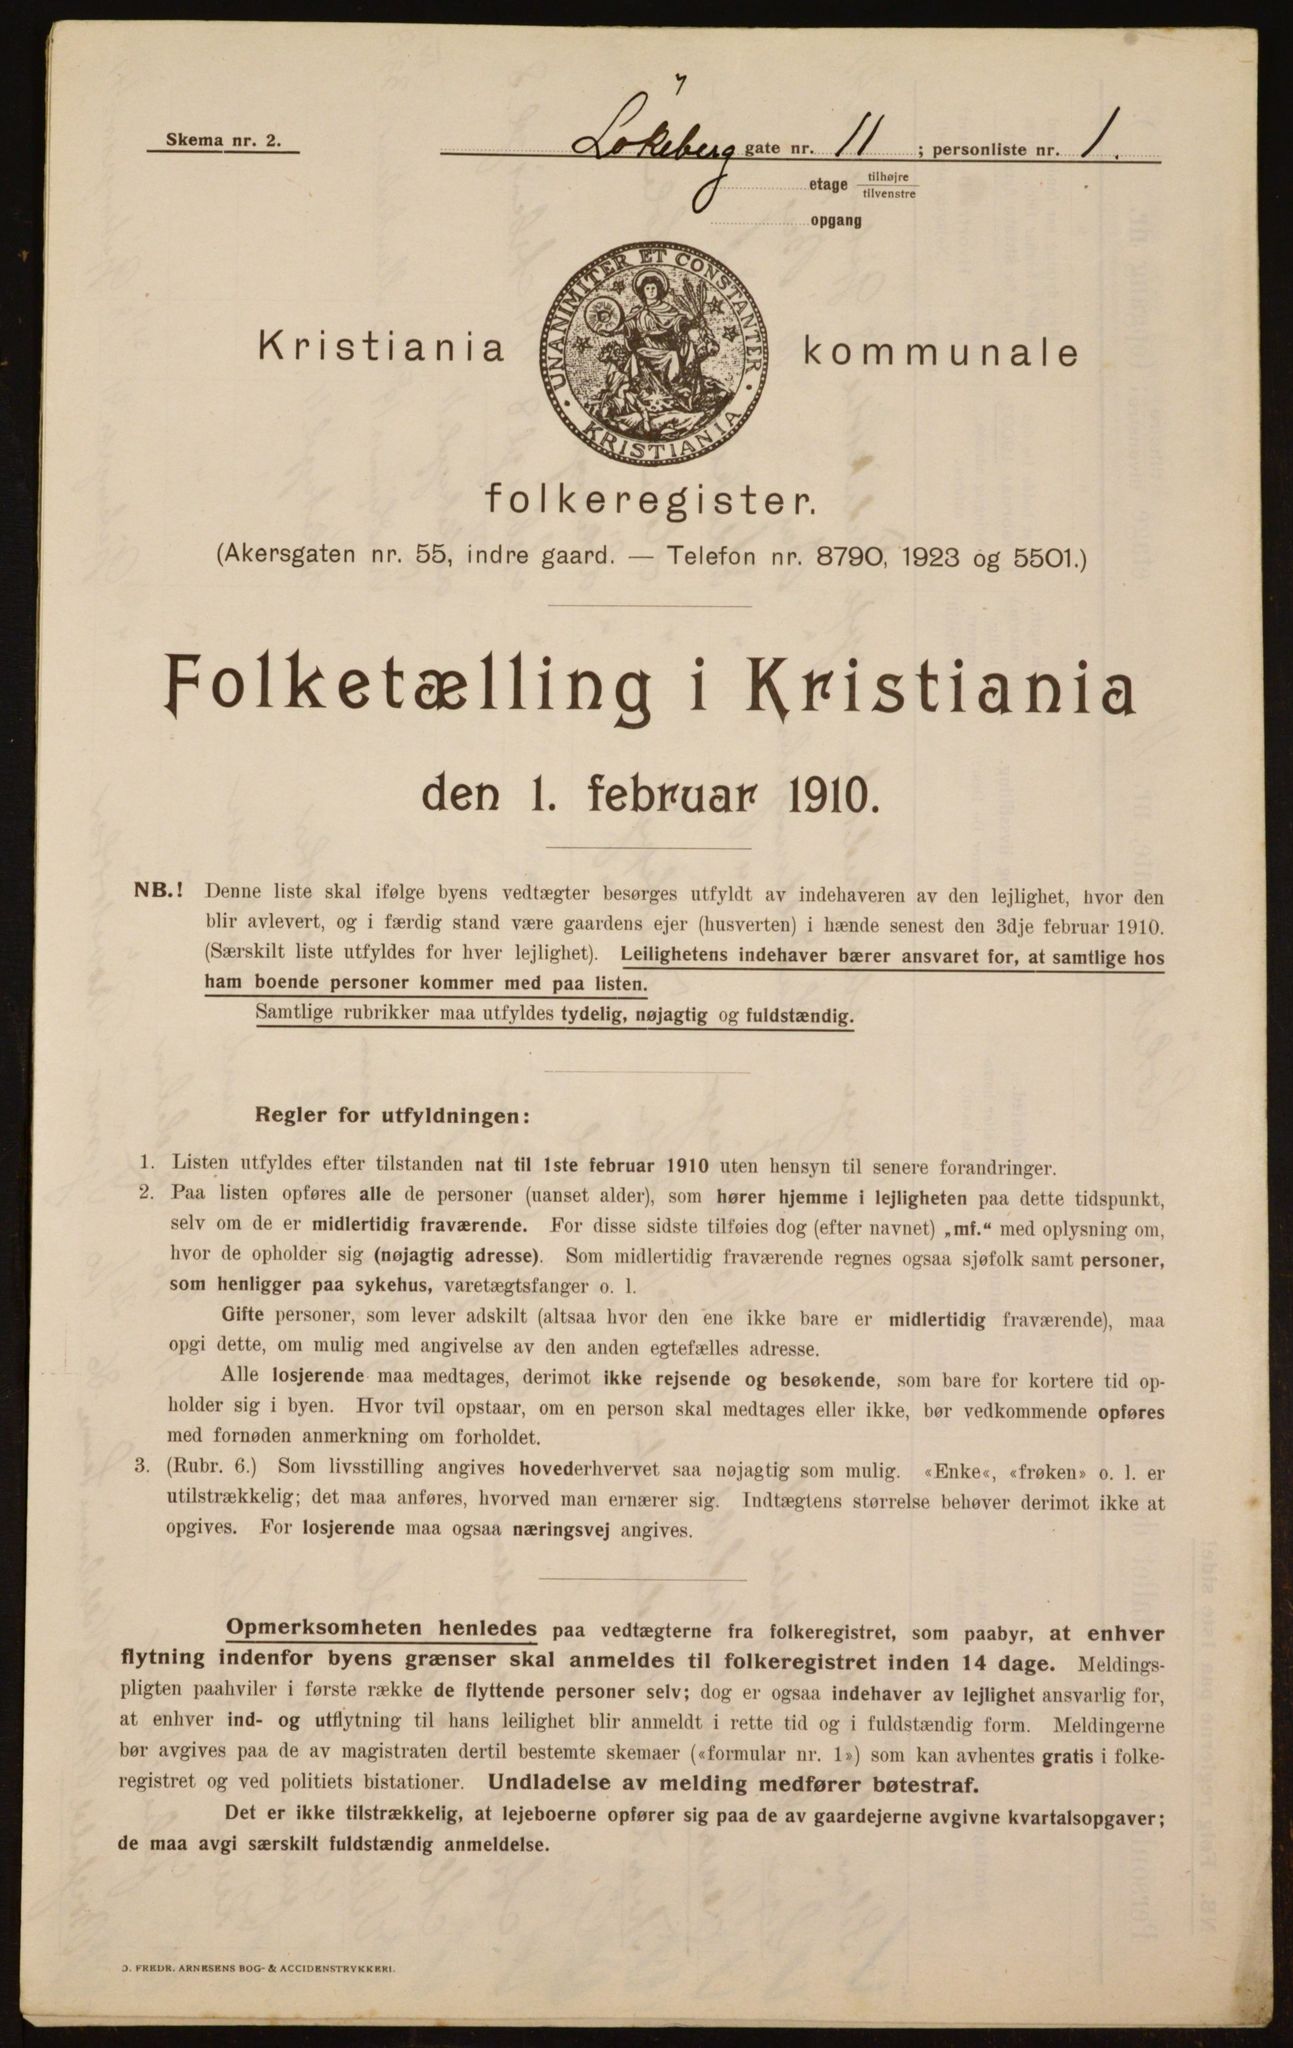 Skema nr. 2.
Løkeberg gate nr. 11 ; personliste nr. 1.
etage tilhøjre
tilvenstre
opgang
UNANIMITER ET CONSTANTER
KRISTIANIA
Kristiania kommunale
folkeregister.
(Akersgaten nr. 55, indre gaard. — Telefon nr. 8790, 1923 og 5501.)
Folketælling i Kristiania
den 1. februar 1910.
NB.! Denne liste skal ifølge byens vedtægter besørges utfyldt av indehaveren av den lejlighet, hvor den
blir avlevert, og i færdig stand være gaardens ejer (husverten) i hænde senest den 3dje februar 1910.
(Særskilt liste utfyldes for hver lejlighet). Leilighetens indehaver bærer ansvaret for, at samtlige hos
ham boende personer kommer med paa listen.
Samtlige rubrikker maa utfyldes tydelig, nøjagtig og fuldstændig.
Regler for utfyldningen:
1. Listen utfyldes efter tilstanden nat til 1ste februar 1910 uten hensyn til senere forandringer.
2. Paa listen opføres alle de personer (uanset alder), som hører hjemme i lejligheten paa dette tidspunkt,
selv om de er midlertidig fraværende. For disse sidste tilføies dog (efter navnet) „mf.“ med oplysning om,
hvor de opholder sig (nøjagtig adresse). Som midlertidig fraværende regnes ogsaa sjøfolk samt personer,
som henligger paa sykehus, varetægtsfanger o. l.
Gifte personer, som lever adskilt (altsaa hvor den ene ikke bare er midlertidig fraværende), maa
opgi dette, om mulig med angivelse av den anden egtefælles adresse.
Alle losjerende maa medtages, derimot ikke rejsende og besøkende, som bare for kortere tid op-
holder sig i byen. Hvor tvil opstaar, om en person skal medtages eller ikke, bør vedkommende opføres
med fornøden anmerkning om forholdet.
3. (Rubr. 6.) Som livsstilling angives hovederhvervet saa nøjagtig som mulig. «Enke«, «frøken» o. l. er
utilstrækkelig; det maa anføres, hvorved man ernærer sig. Indtægtens størrelse behøver derimot ikke at
opgives. For losjerende maa ogsaa næringsvej angives.
Opmerksomheten henledes paa vedtægterne fra folkeregistret, som paabyr, at enhver
flytning indenfor byens grænser skal anmeldes til folkeregistret inden 14 dage. Meldings-
pligten paahviler i første række de flyttende personer selv; dog er ogsaa indehaver av lejlighet ansvarlig for,
at enhver ind- og utflytning til hans leilighet blir anmeldt i rette tid og i fuldstændig form. Meldingerne
bør avgives paa de av magistraten dertil bestemte skemaer («formular nr. 1») som kan avhentes gratis i folke-
registret og ved politiets bistationer. Undladelse av melding medfører bøtestraf.
Det er ikke tilstrækkelig, at lejeboerne opfører sig paa de av gaardejerne avgivne kvartalsopgaver;
de maa avgi særskilt fuldstændig anmeldelse.
O. FREDR. ARNESENS BOG- & ACCIDENSTRYKKERI.